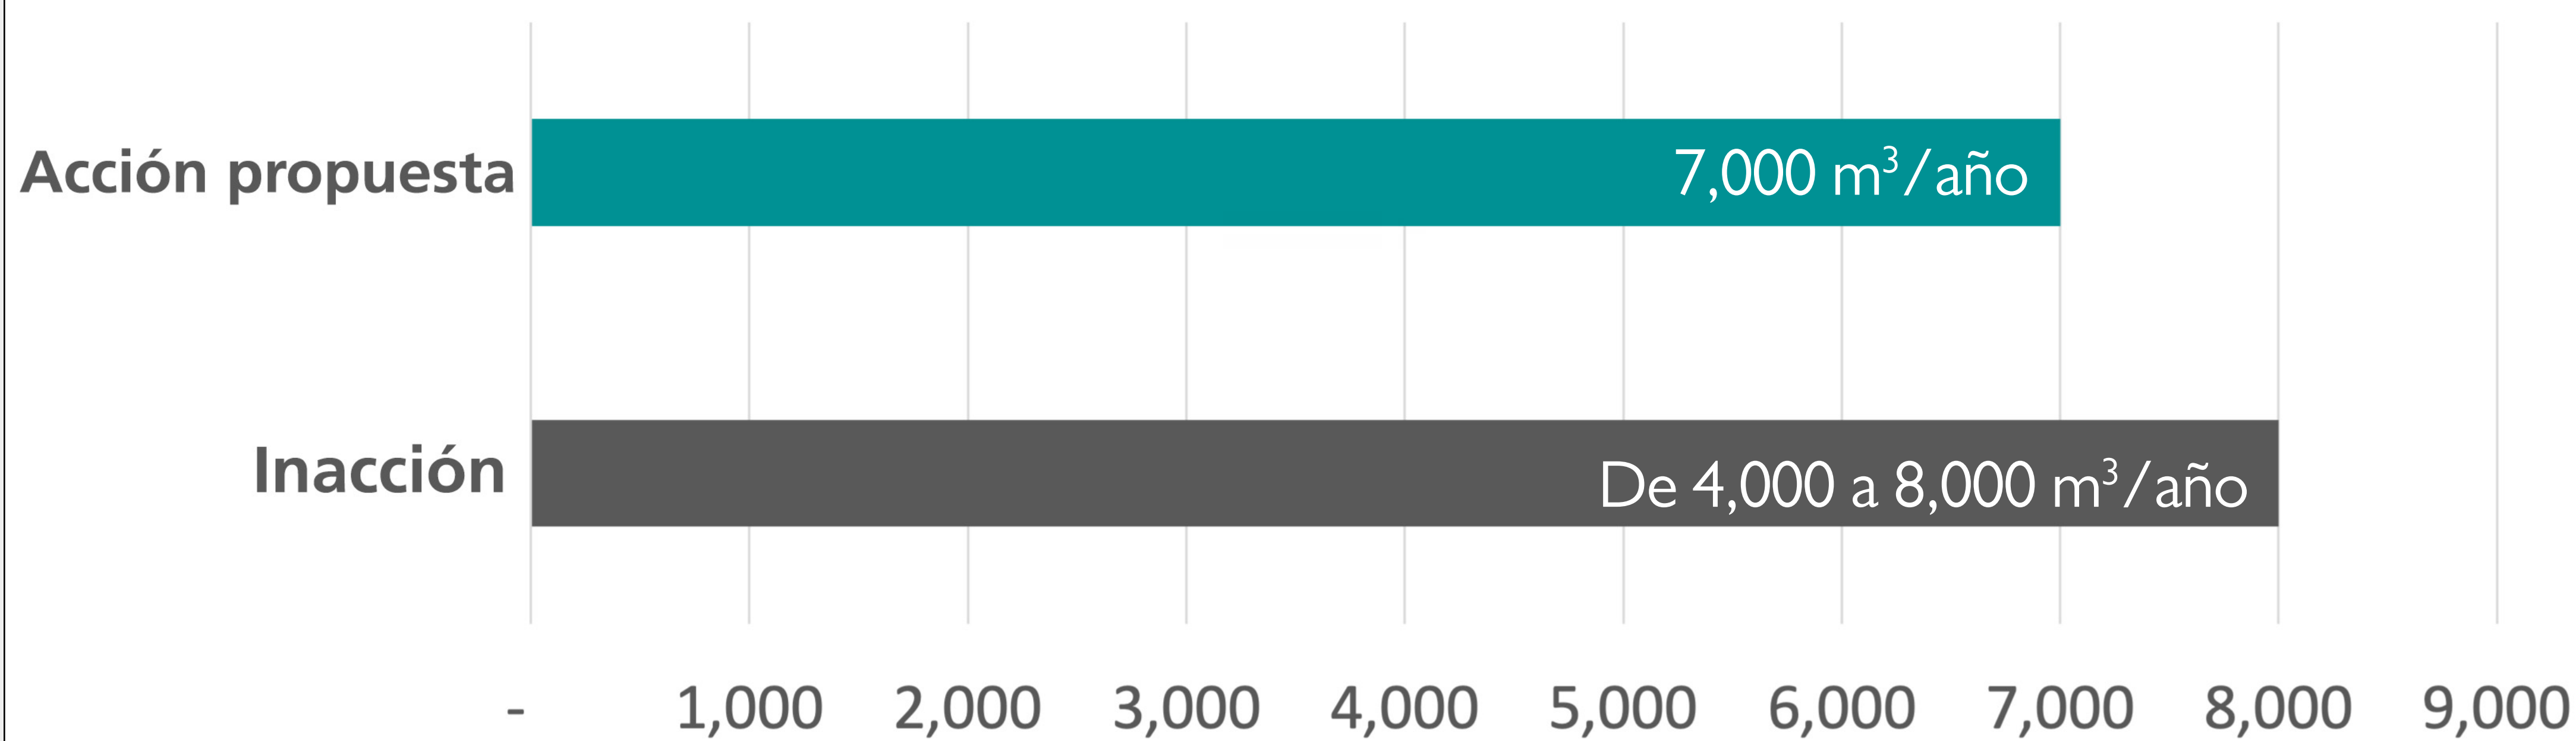 Acción propuesta
7,000 m³/año
Inacción
De 4,000 a 8,000 m³/año
- 1,000 2,000 3,000 4,000 5,000 6,000 7,000 8,000 9,000